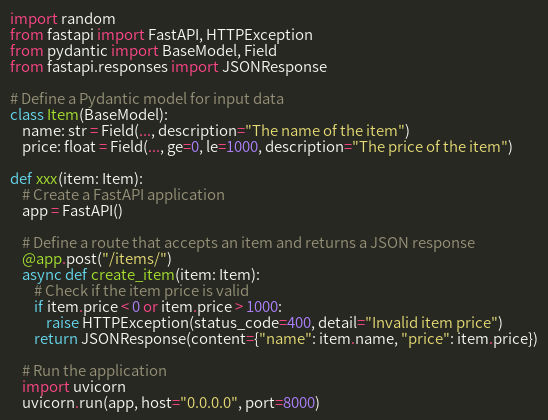 import random
from fastapi import FastAPI, HTTPException
from pydantic import BaseModel, Field
from fastapi.responses import JSONResponse

# Define a Pydantic model for input data
class Item(BaseModel):
    name: str = Field(..., description="The name of the item")
    price: float = Field(..., ge=0, le=1000, description="The price of the item")

def xxx(item: Item):
    # Create a FastAPI application
    app = FastAPI()

    # Define a route that accepts an item and returns a JSON response
    @app.post("/items/")
    async def create_item(item: Item):
        # Check if the item price is valid
        if item.price < 0 or item.price > 1000:
            raise HTTPException(status_code=400, detail="Invalid item price")
        return JSONResponse(content={"name": item.name, "price": item.price})

    # Run the application
    import uvicorn
    uvicorn.run(app, host="0.0.0.0", port=8000)